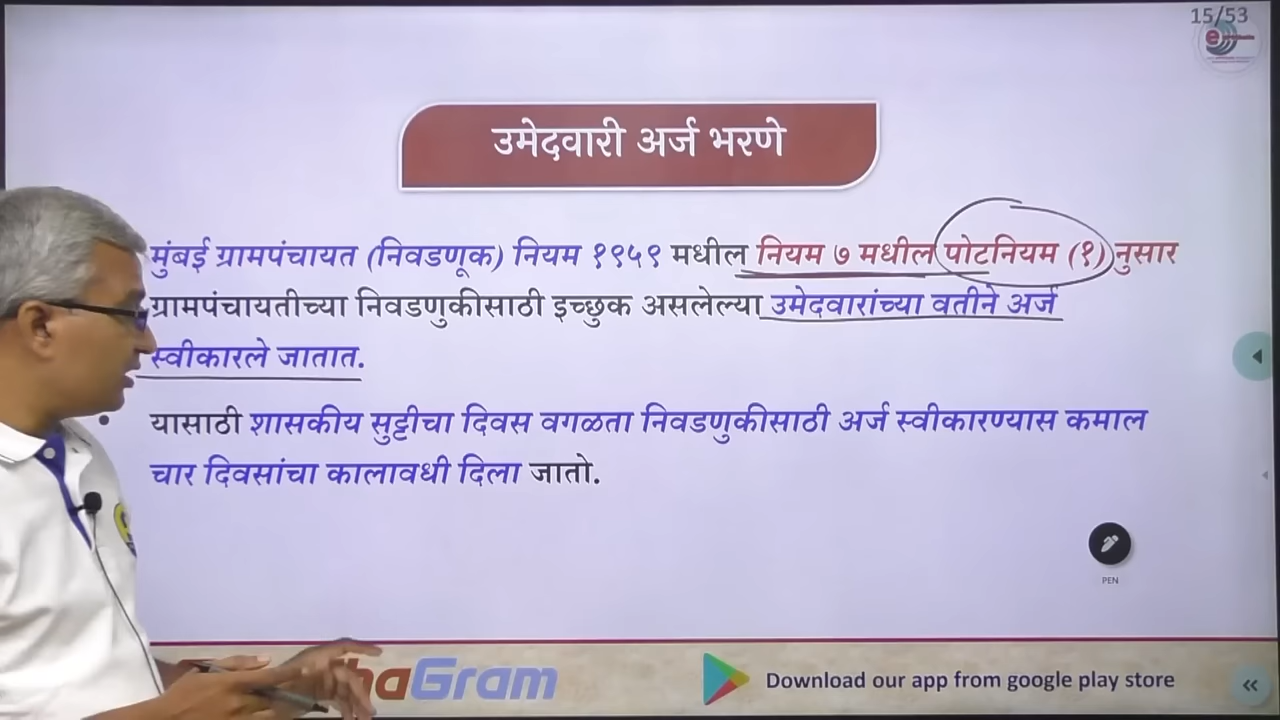 15/53
उमेदवारी अर्ज भरणे
मुंबई ग्रामपंचायत (निवडणूक) नियम १९५९ मधील नियम ७ मधील पोटनियम (१) नुसार
ग्रामपंचायतीच्या निवडणुकीसाठी इच्छुक असलेल्या उमेदवारांच्या वतीने अर्ज
स्वीकारले जातात.
• यासाठी शासकीय सुट्टीचा दिवस वगळता निवडणुकीसाठी अर्ज स्वीकारण्यास कमाल
चार दिवसांचा कालावधी दिला जातो.
PEN
haGram
Download our app from google play store